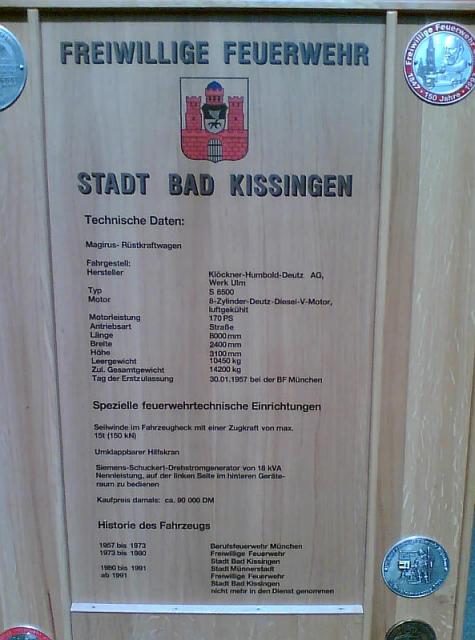 FREIWILLIGE FEUERWEHR
STADT BAD KISSINGEN
Technische Daten:
Magirus- Rüstkraftwagen
Fahrgestell:
Hersteller Klöckner-Humbold-Deutz AG,
Werk Ulm
Typ S 6500
Motor 8-Zylinder-Deutz-Diesel-V-Motor,
luftgekühlt
Motorleistung 170 PS
Antriebsart Straße
Länge 8000 mm
Breite 2400 mm
Höhe 3100 mm
Leergewicht 10450 kg
Zul. Gesamtgewicht 14200 kg
Tag der Erstzulassung 30.01.1957 bei der BF München
Spezielle feuerwehrtechnische Einrichtungen
Seilwinde im Fahrzeugheck mit einer Zugkraft von max.
15t (150 kN)
Umklappbarer Hilfskran
Siemens-Schuckert-Drehstromgenerator von 18 kVA
Nennleistung, auf der linken Seite im hinteren Geräte-
raum zu bedienen
Kaufpreis damals: ca. 90 000 DM
Historie des Fahrzeugs
1957 bis 1973 Berufsfeuerwehr München
1973 bis 1980 Freiwillige Feuerwehr
Stadt Bad Kissingen
1980 bis 1991 Stadt Münnerstadt
ab 1991 Freiwillige Feuerwehr
Stadt Bad Kissingen
nicht mehr in den Dienst genommen
Freiwillige Feuerwehr
150 Jahre